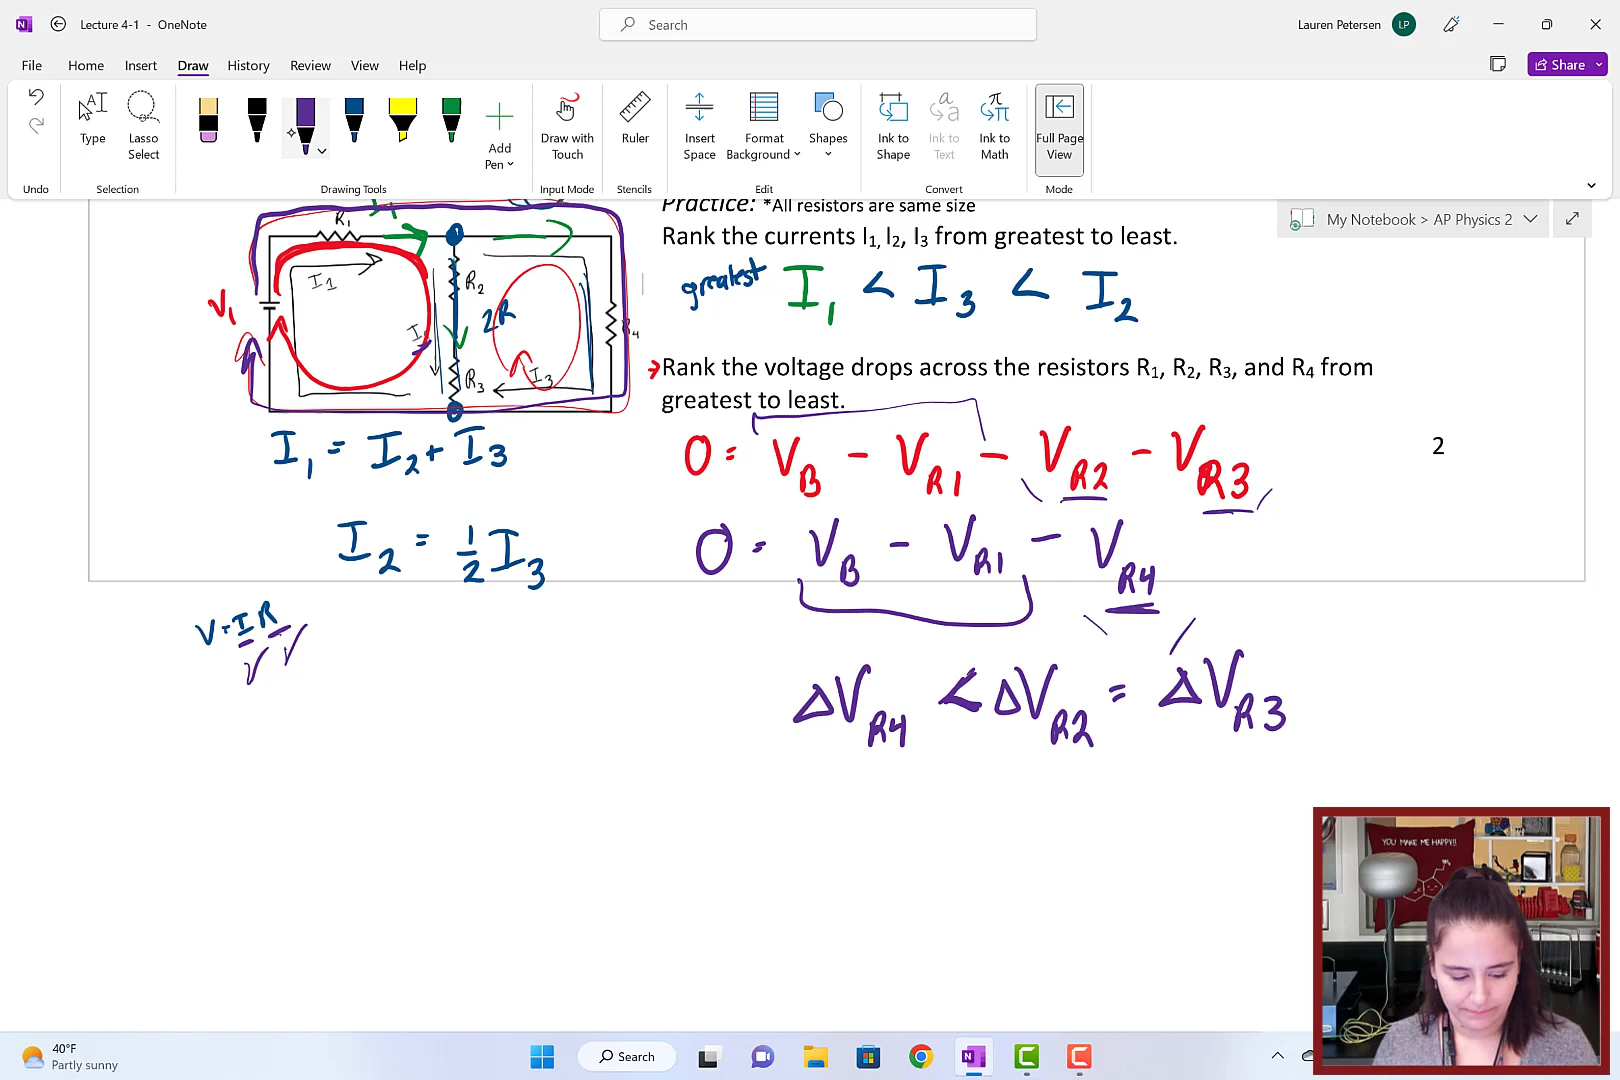 Lecture 4-1 - OneNote
Search
Lauren Petersen
LP
File Home Insert Draw History Review View Help
Share
Type
Lasso Select
Add Pen
Draw with Touch
Ruler
Insert Space
Format Background
Shapes
Ink to Shape
Ink to Text
Ink to Math
Full Page View
Undo Selection Drawing Tools Input Mode Stencils Edit Convert Mode
My Notebook > AP Physics 2
Practice: *All resistors are same size
Rank the currents I1, I2, I3 from greatest to least.
greatest I1 < I3 < I2
R1
I1
R2
2R
V1
R3
I3
Rank the voltage drops across the resistors R1, R2, R3, and R4 from
greatest to least.
I1 = I2 + I3
0 = VB - VR1 - VR2 - VR3
2
I2 = 1/2 I3
0 = VB - VR1 - VR4
V = IR
ΔVR4 < ΔVR2 = ΔVR3
YOU MAKE ME HAPPY!!
40°F
Partly sunny
Search